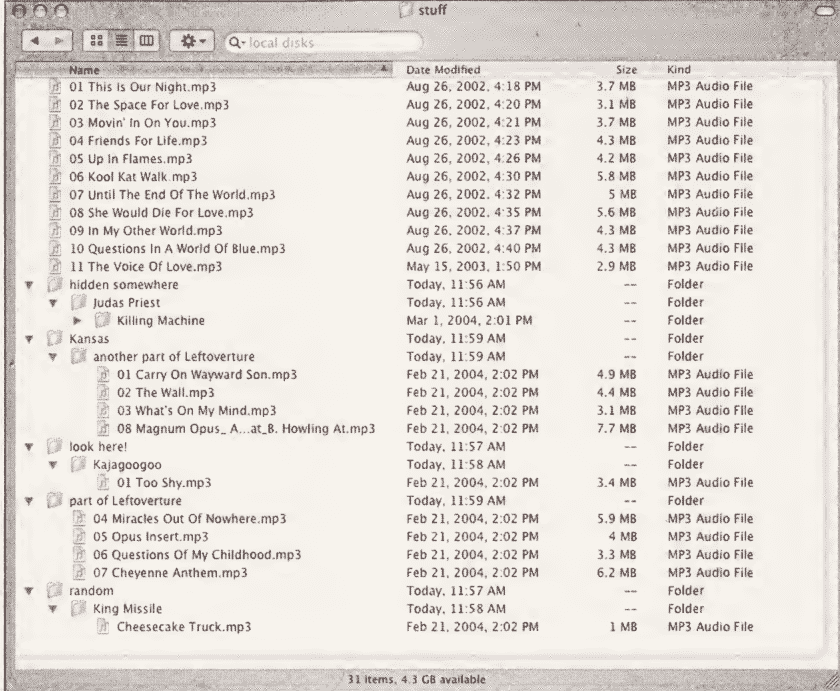 stuff
local disks
Name Date Modified Size Kind
01 This Is Our Night.mp3 Aug 26, 2002, 4:18 PM 3.7 MB MP3 Audio File
02 The Space For Love.mp3 Aug 26, 2002, 4:20 PM 3.1 MB MP3 Audio File
03 Movin' In On You.mp3 Aug 26, 2002, 4:21 PM 3.7 MB MP3 Audio File
04 Friends For Life.mp3 Aug 26, 2002, 4:23 PM 4.3 MB MP3 Audio File
05 Up In Flames.mp3 Aug 26, 2002, 4:26 PM 4.2 MB MP3 Audio File
06 Kool Kat Walk.mp3 Aug 26, 2002, 4:30 PM 5.8 MB MP3 Audio File
07 Until The End Of The World.mp3 Aug 26, 2002, 4:32 PM 5 MB MP3 Audio File
08 She Would Die For Love.mp3 Aug 26, 2002, 4:35 PM 5.6 MB MP3 Audio File
09 In My Other World.mp3 Aug 26, 2002, 4:37 PM 4.3 MB MP3 Audio File
10 Questions In A World Of Blue.mp3 Aug 26, 2002, 4:40 PM 4.3 MB MP3 Audio File
11 The Voice Of Love.mp3 May 15, 2003, 1:50 PM 2.9 MB MP3 Audio File
hidden somewhere Today, 11:56 AM -- Folder
Judas Priest Today, 11:56 AM -- Folder
Killing Machine Mar 1, 2004, 2:01 PM -- Folder
Kansas Today, 11:59 AM -- Folder
another part of Leftoverture Today, 11:59 AM -- Folder
01 Carry On Wayward Son.mp3 Feb 21, 2004, 2:02 PM 4.9 MB MP3 Audio File
02 The Wall.mp3 Feb 21, 2004, 2:02 PM 4.4 MB MP3 Audio File
03 What's On My Mind.mp3 Feb 21, 2004, 2:02 PM 3.1 MB MP3 Audio File
08 Magnum Opus_ A...at_B. Howling At.mp3 Feb 21, 2004, 2:02 PM 7.7 MB MP3 Audio File
look here! Today, 11:57 AM -- Folder
Kajagoogoo Today, 11:58 AM -- Folder
01 Too Shy.mp3 Feb 21, 2004, 2:02 PM 3.4 MB MP3 Audio File
part of Leftoverture Today, 11:59 AM -- Folder
04 Miracles Out Of Nowhere.mp3 Feb 21, 2004, 2:02 PM 5.9 MB MP3 Audio File
05 Opus Insert.mp3 Feb 21, 2004, 2:02 PM 4 MB MP3 Audio File
06 Questions Of My Childhood.mp3 Feb 21, 2004, 2:02 PM 3.3 MB MP3 Audio File
07 Cheyenne Anthem.mp3 Feb 21, 2004, 2:02 PM 6.2 MB MP3 Audio File
random Today, 11:57 AM -- Folder
King Missile Today, 11:58 AM -- Folder
Cheesecake Truck.mp3 Feb 21, 2004, 2:02 PM 1 MB MP3 Audio File
31 items, 4.3 GB available